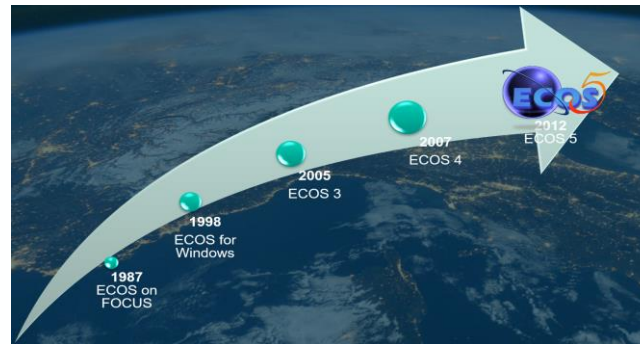 1987
ECOS on
FOCUS
1998
ECOS for
Windows
2005
ECOS 3
2007
ECOS 4
ECOS 5
2012
ECOS 5